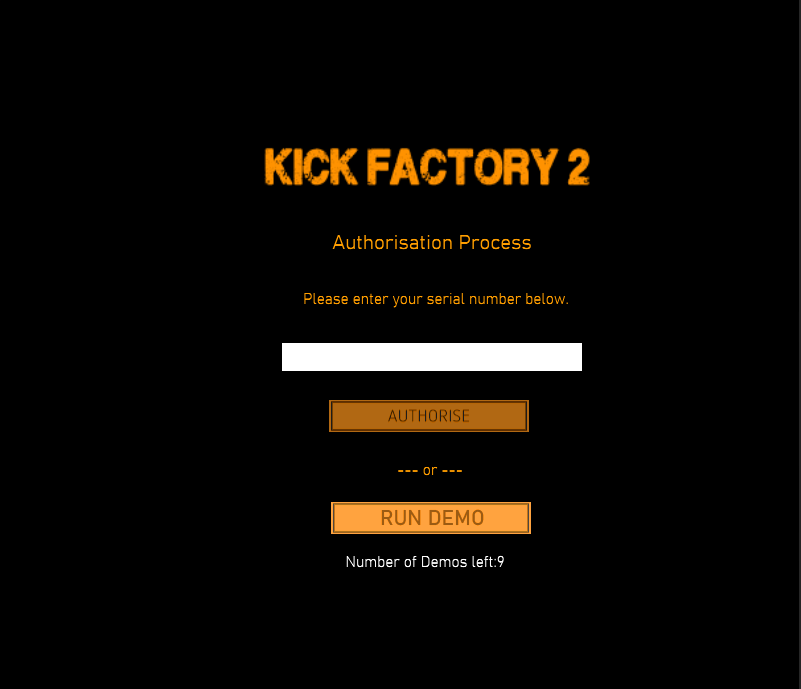 KICK FACTORY 2
Authorisation Process
Please enter your serial number below.
AUTHORISE
--- or ---
RUN DEMO
Number of Demos left:9